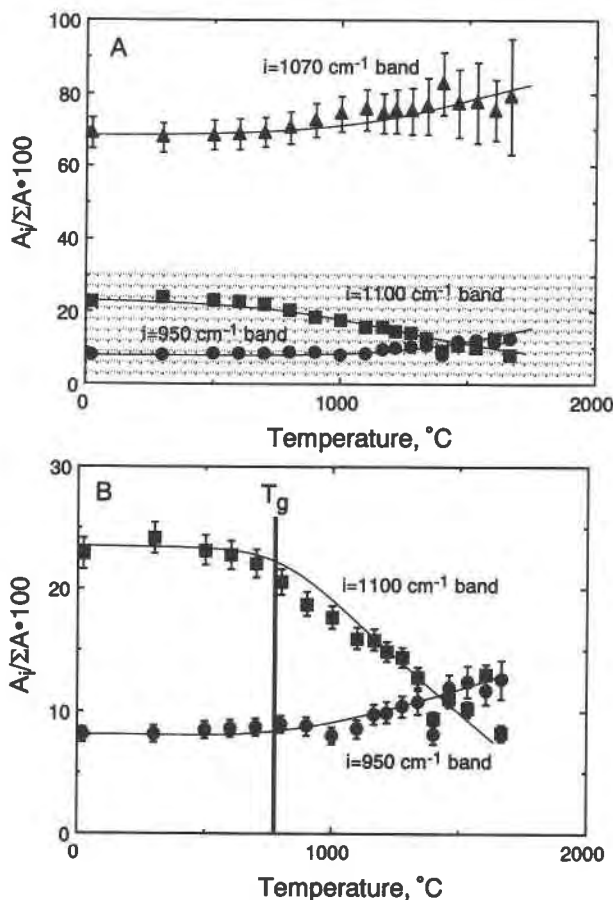 100
A
i=1070 cm-1 band
80
60
Ai/ΣA•100
40
i=1100 cm-1 band
20
i=950 cm-1 band
0
0 1000 2000
Temperature, °C
30
B
Tg
i=1100 cm-1 band
20
Ai/ΣA•100
10
i=950 cm-1 band
0
0 1000 2000
Temperature, °C